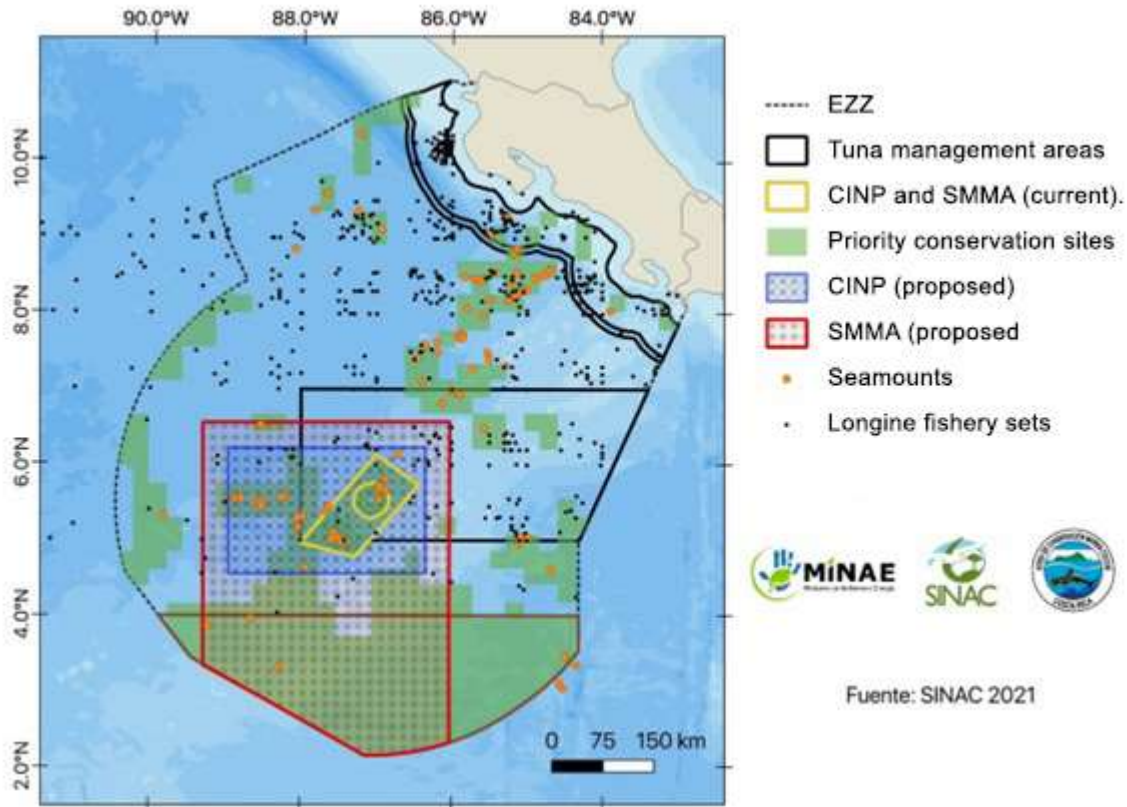 90.0°W 88.0°W 86.0°W 84.0°W
10.0°N
8.0°N
6.0°N
4.0°N
2.0°N
0 75 150 km
EZZ
Tuna management areas
CINP and SMMA (current).
Priority conservation sites
CINP (proposed)
SMMA (proposed
Seamounts
Longine fishery sets
MiNAE
SINAC
COSTA RICA
Fuente: SINAC 2021